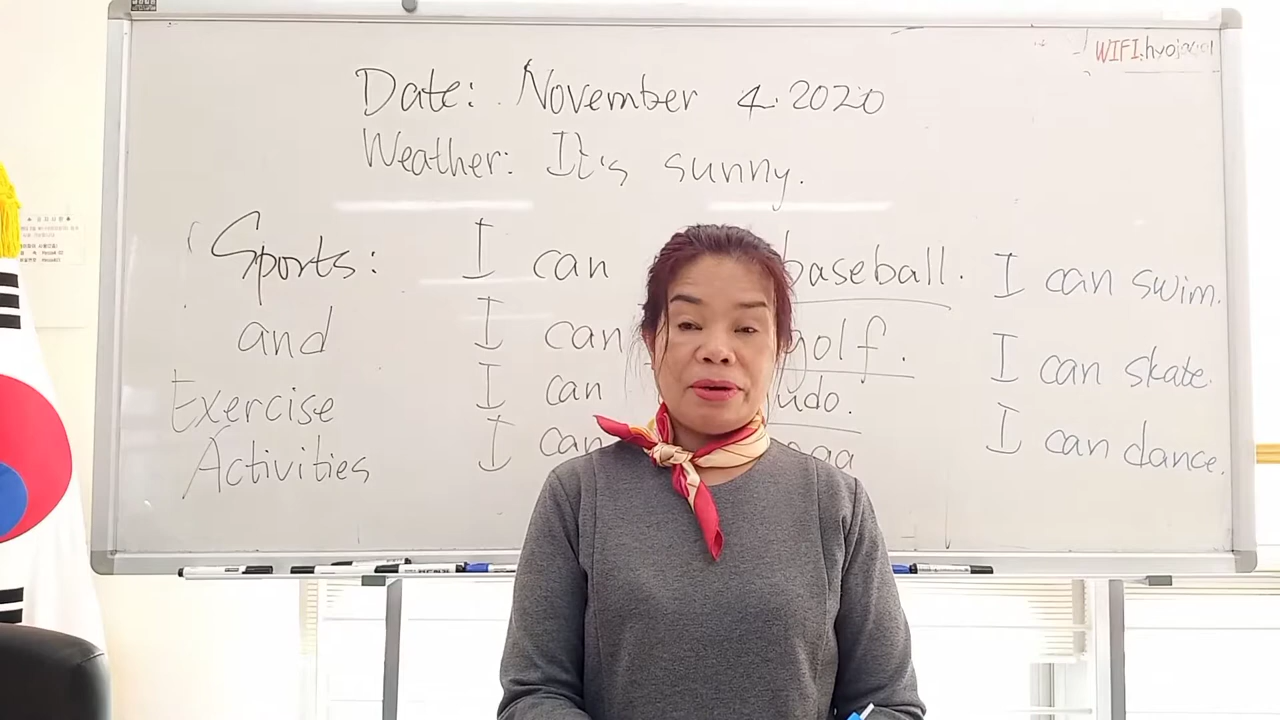 WIFI:
Date: November 4. 2020
Weather: It's sunny.
Sports:
and
Exercise
Activities
I can baseball.
I can golf.
I can
I can
I can swim.
I can skate.
I can dance.